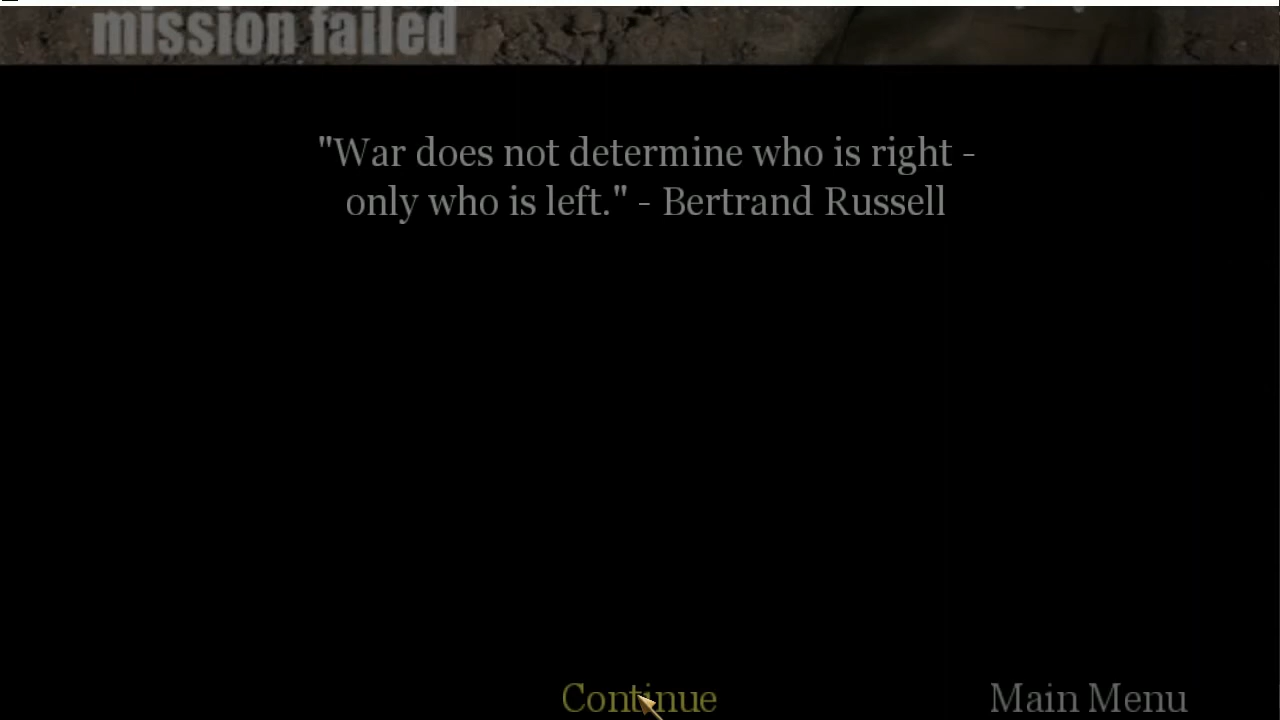 mission failed
"War does not determine who is right -
only who is left." - Bertrand Russell
Continue
Main Menu